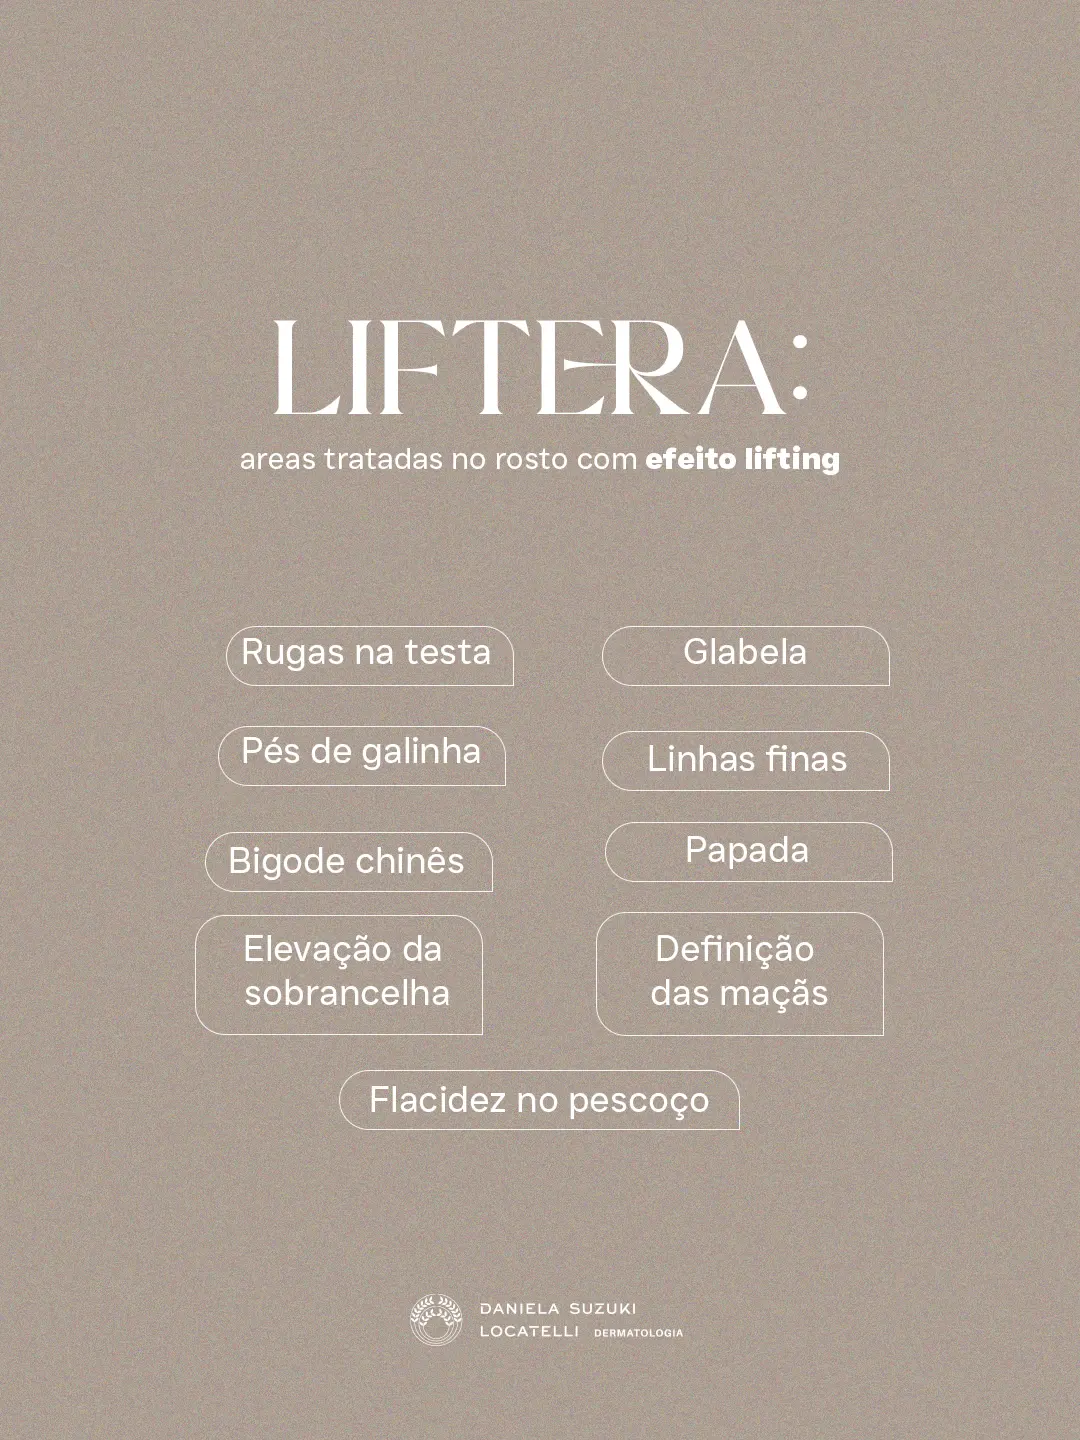 LIFTERA:
areas tratadas no rosto com efeito lifting
Rugas na testa
Glabela
Pés de galinha
Linhas finas
Bigode chinês
Papada
Elevação da
sobrancelha
Definição
das maçãs
Flacidez no pescoço
DANIELA SUZUKI
LOCATELLI DERMATOLOGIA